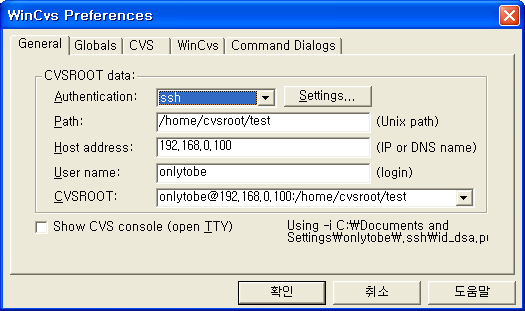 WinCvs Preferences
General Globals CVS WinCvs Command Dialogs
CVSROOT data:
Authentication: ssh Settings...
Path: /home/cvsroot/test (Unix path)
Host address: 192,168,0,100 (IP or DNS name)
User name: onlytobe (login)
CVSROOT: onlytobe@192,168,0,100:/home/cvsroot/test
Show CVS console (open TTY) Using -i C:₩Documents and
Settings₩onlytobe₩,ssh₩id_dsa,pu
확인 취소 도움말